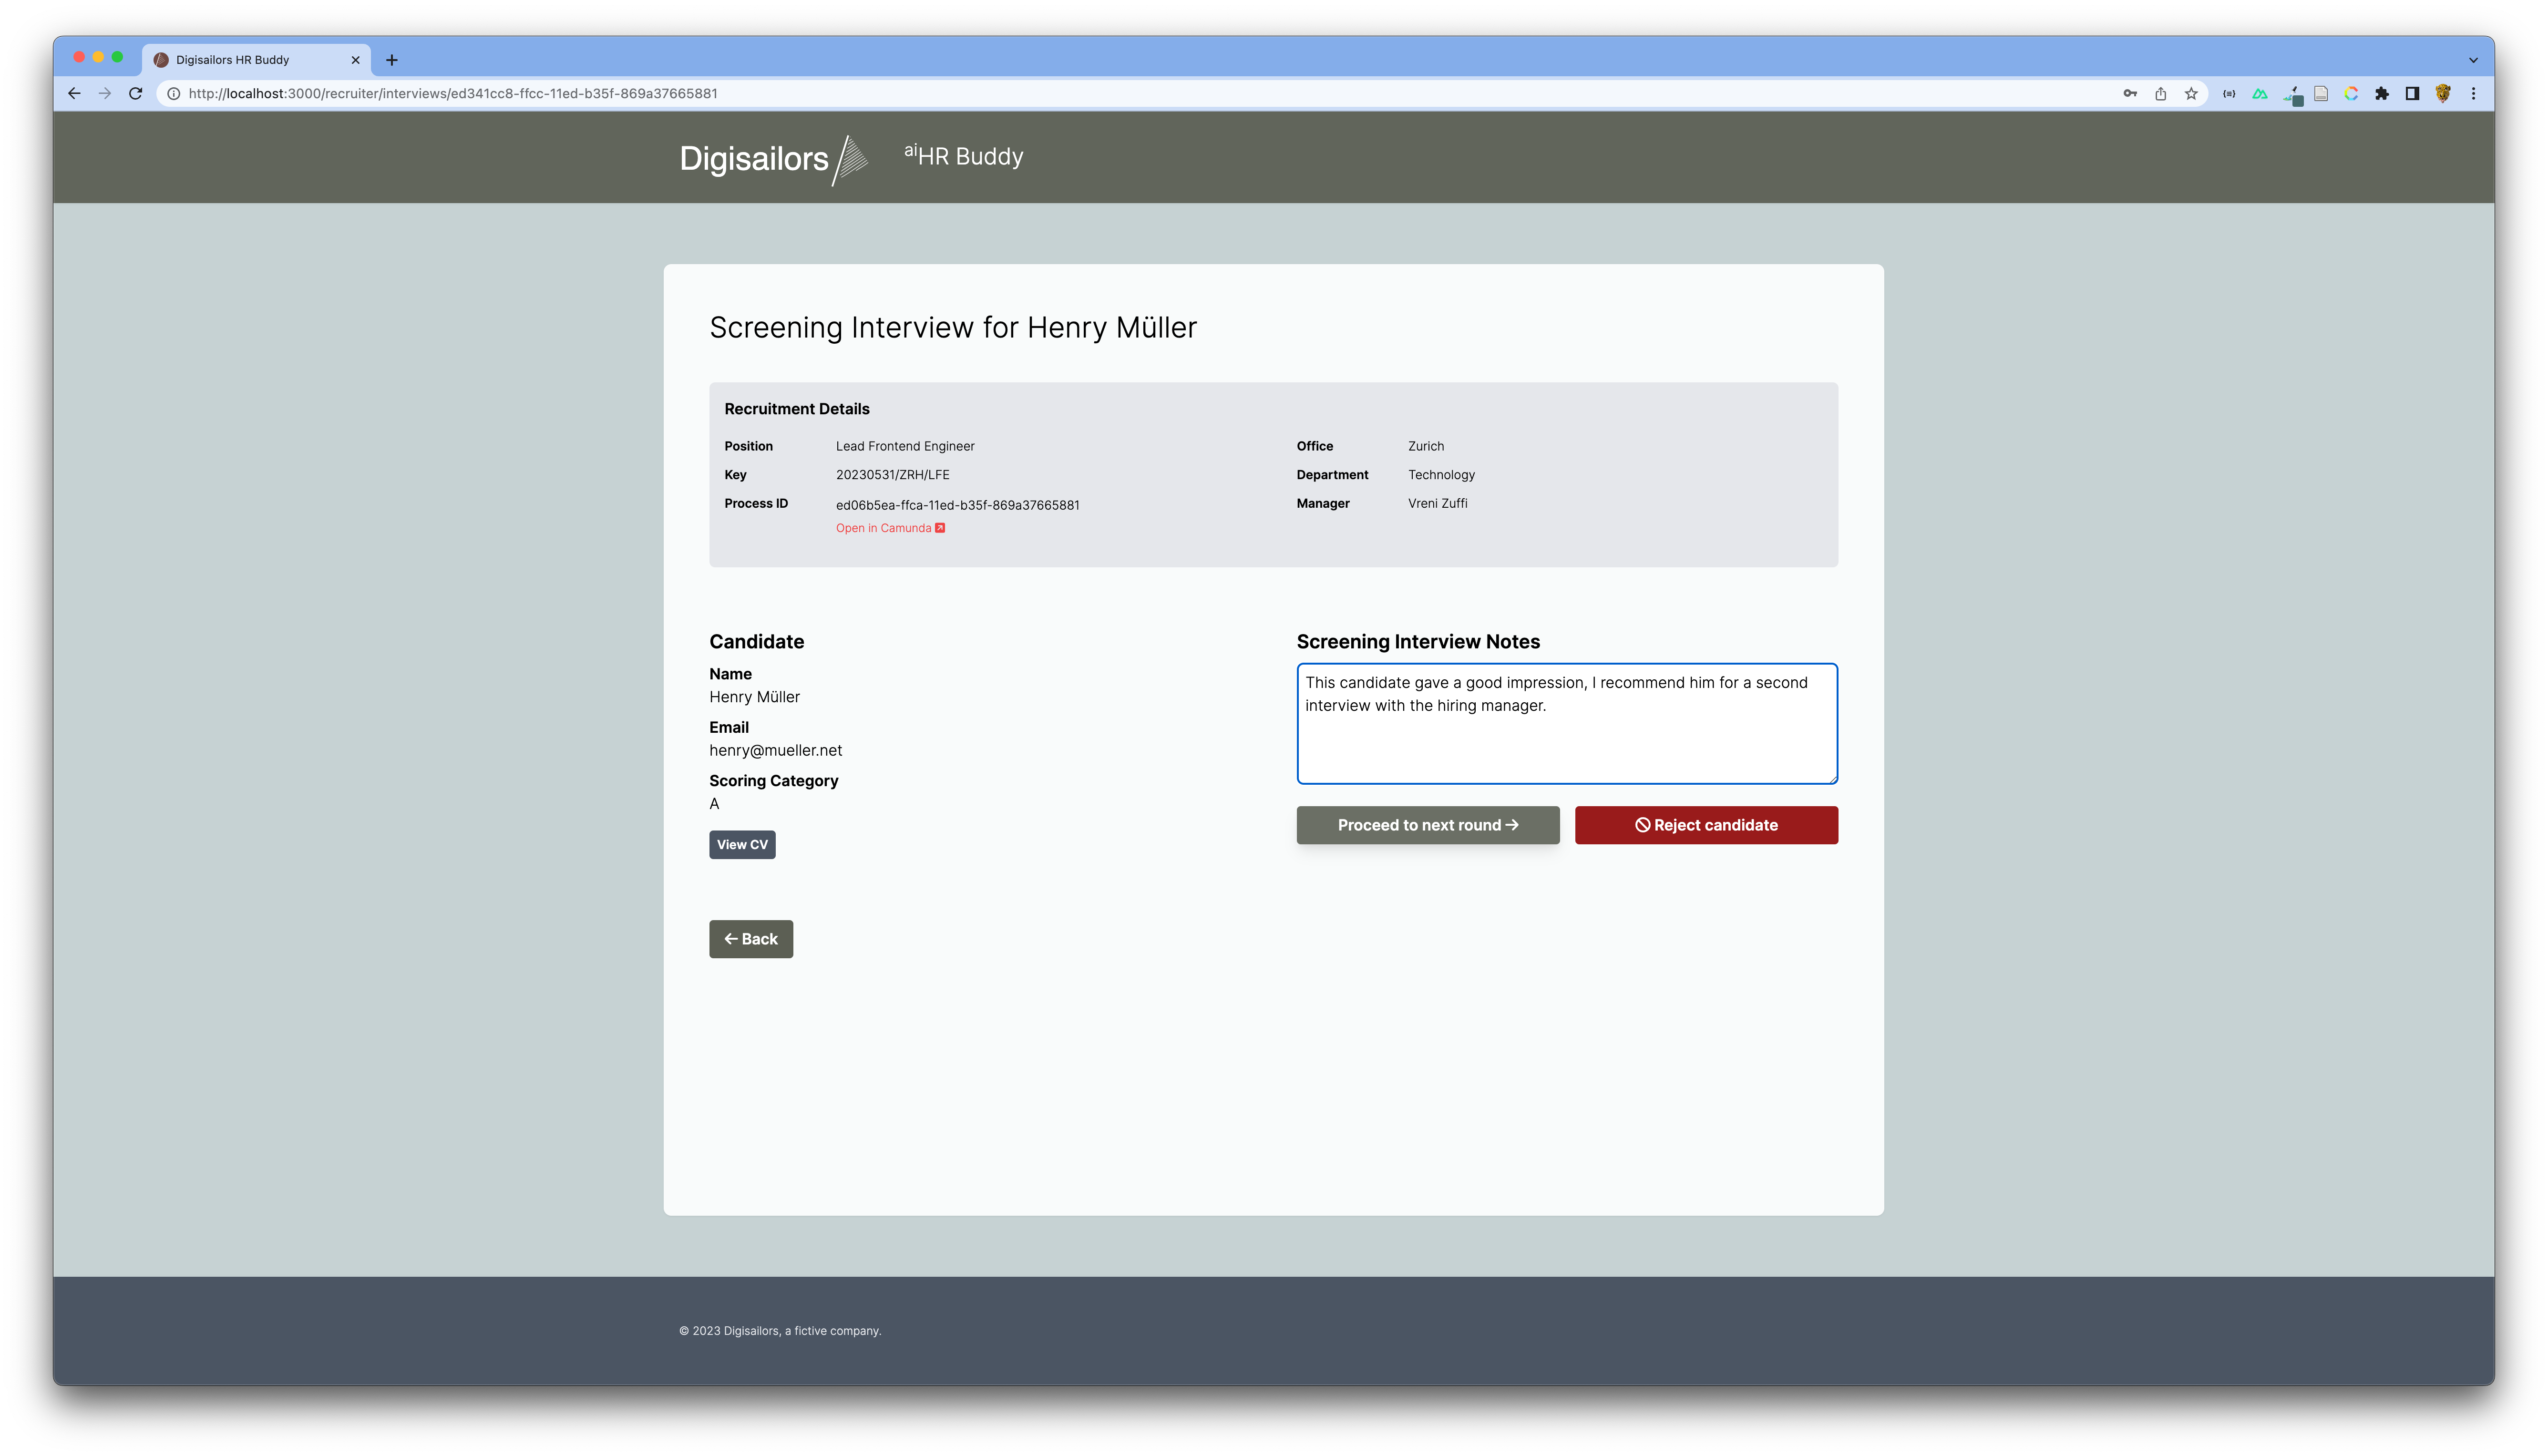 Digisailors HR Buddy
http://localhost:3000/recruiter/interviews/ed341cc8-ffcc-11ed-b35f-869a37665881
Digisailors
aiHR Buddy
Screening Interview for Henry Müller
Recruitment Details
Position Lead Frontend Engineer Office Zurich
Key 20230531/ZRH/LFE Department Technology
Process ID ed06b5ea-ffca-11ed-b35f-869a37665881 Manager Vreni Zuffi
Open in Camunda
Candidate
Name
Henry Müller
Email
henry@mueller.net
Scoring Category
A
View CV
Screening Interview Notes
This candidate gave a good impression, I recommend him for a second
interview with the hiring manager.
Proceed to next round
Reject candidate
Back
© 2023 Digisailors, a fictive company.